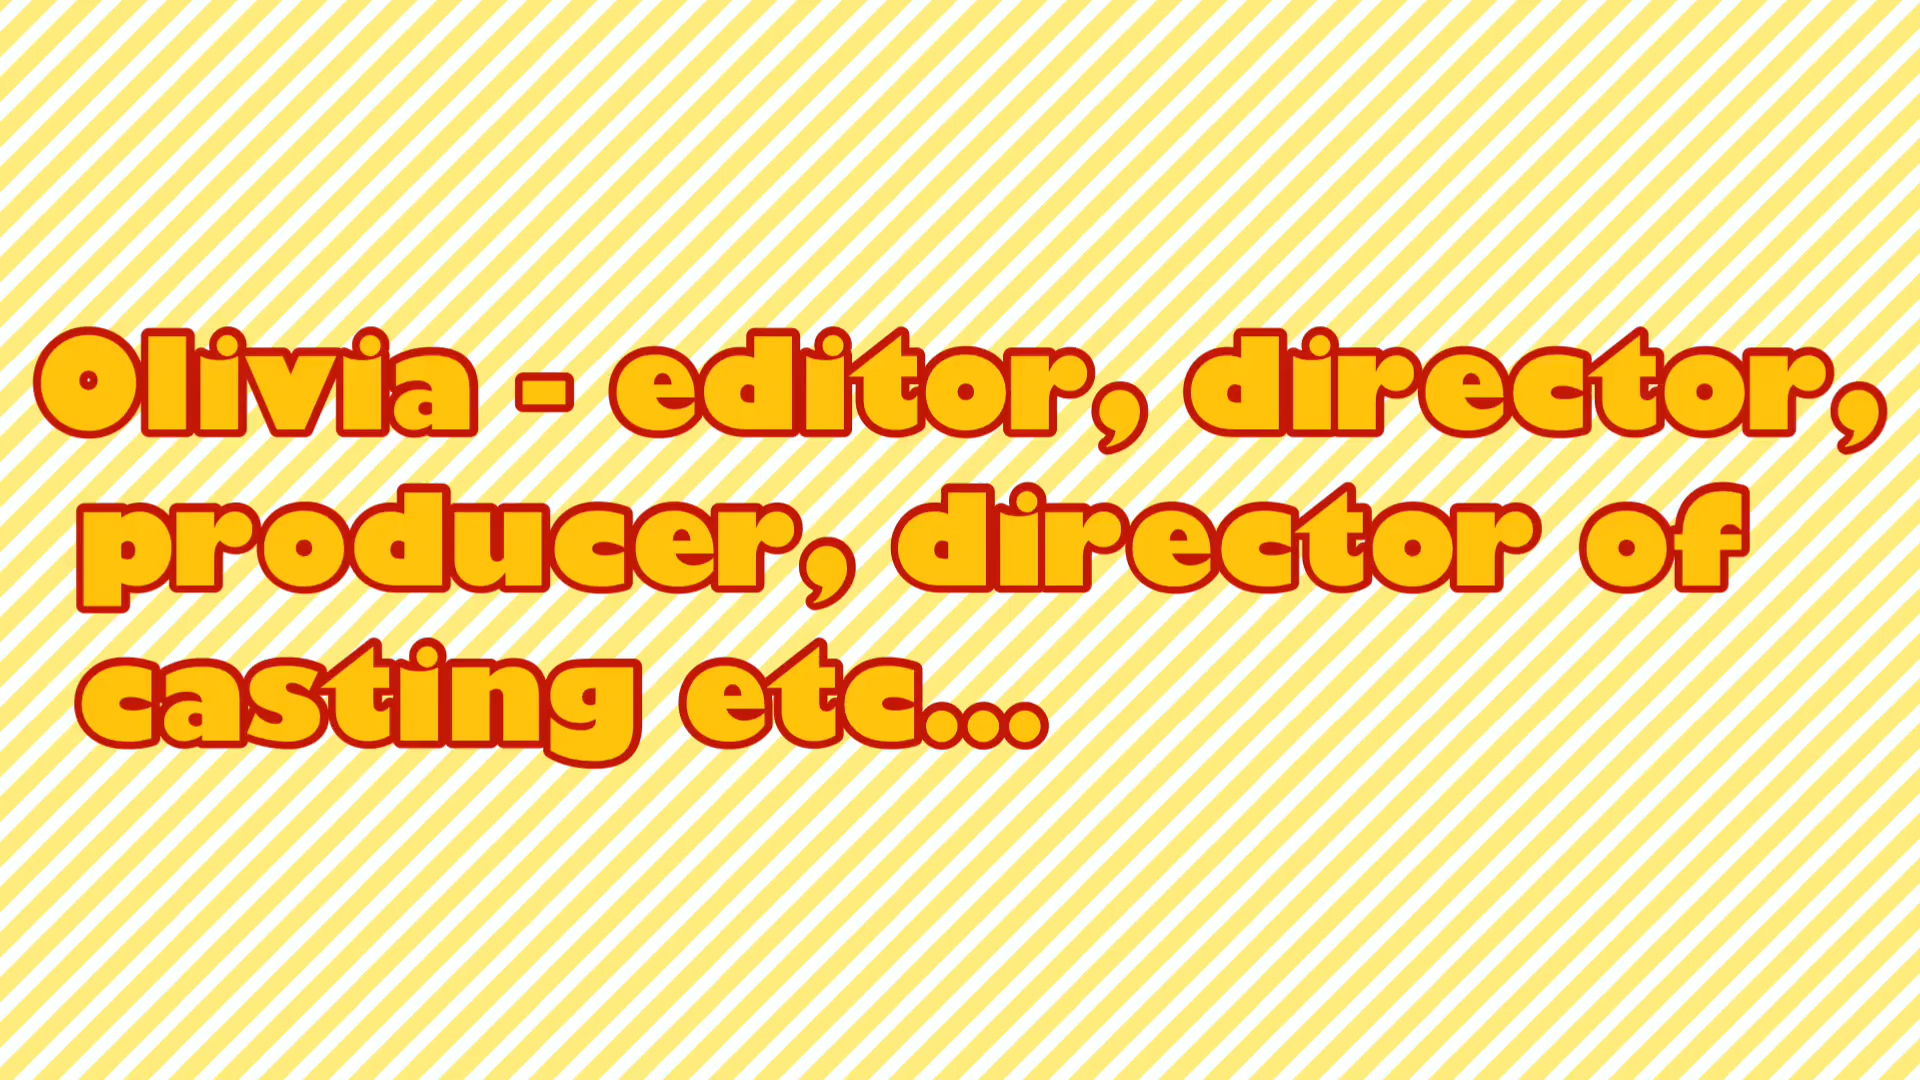 Olivia - editor, director,
producer, director of
casting etc...